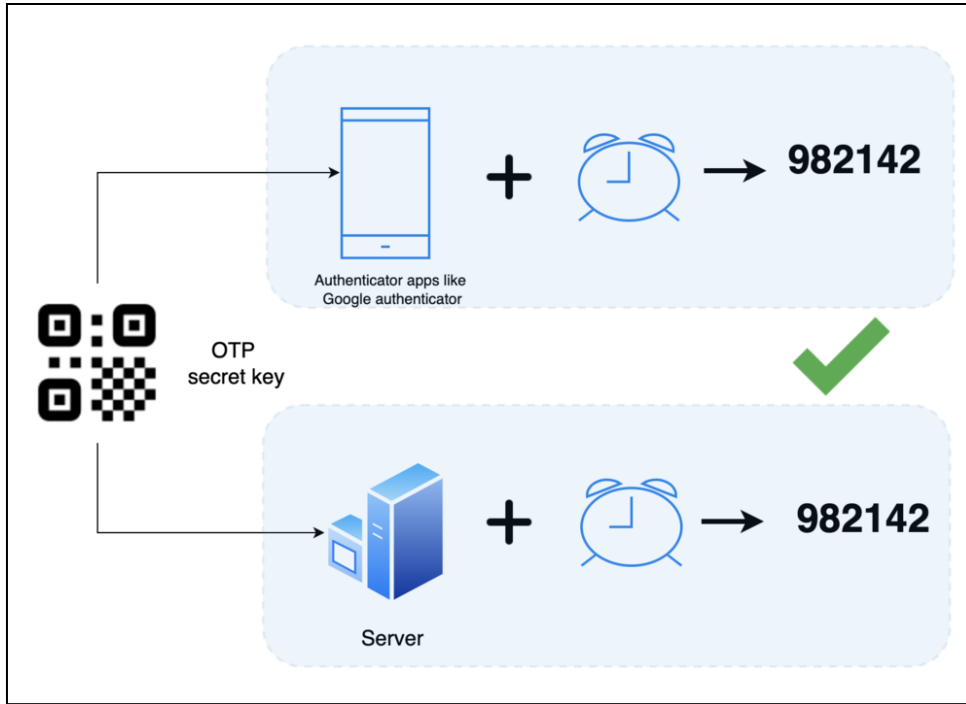 982142
Authenticator apps like
Google authenticator
OTP
secret key
982142
Server